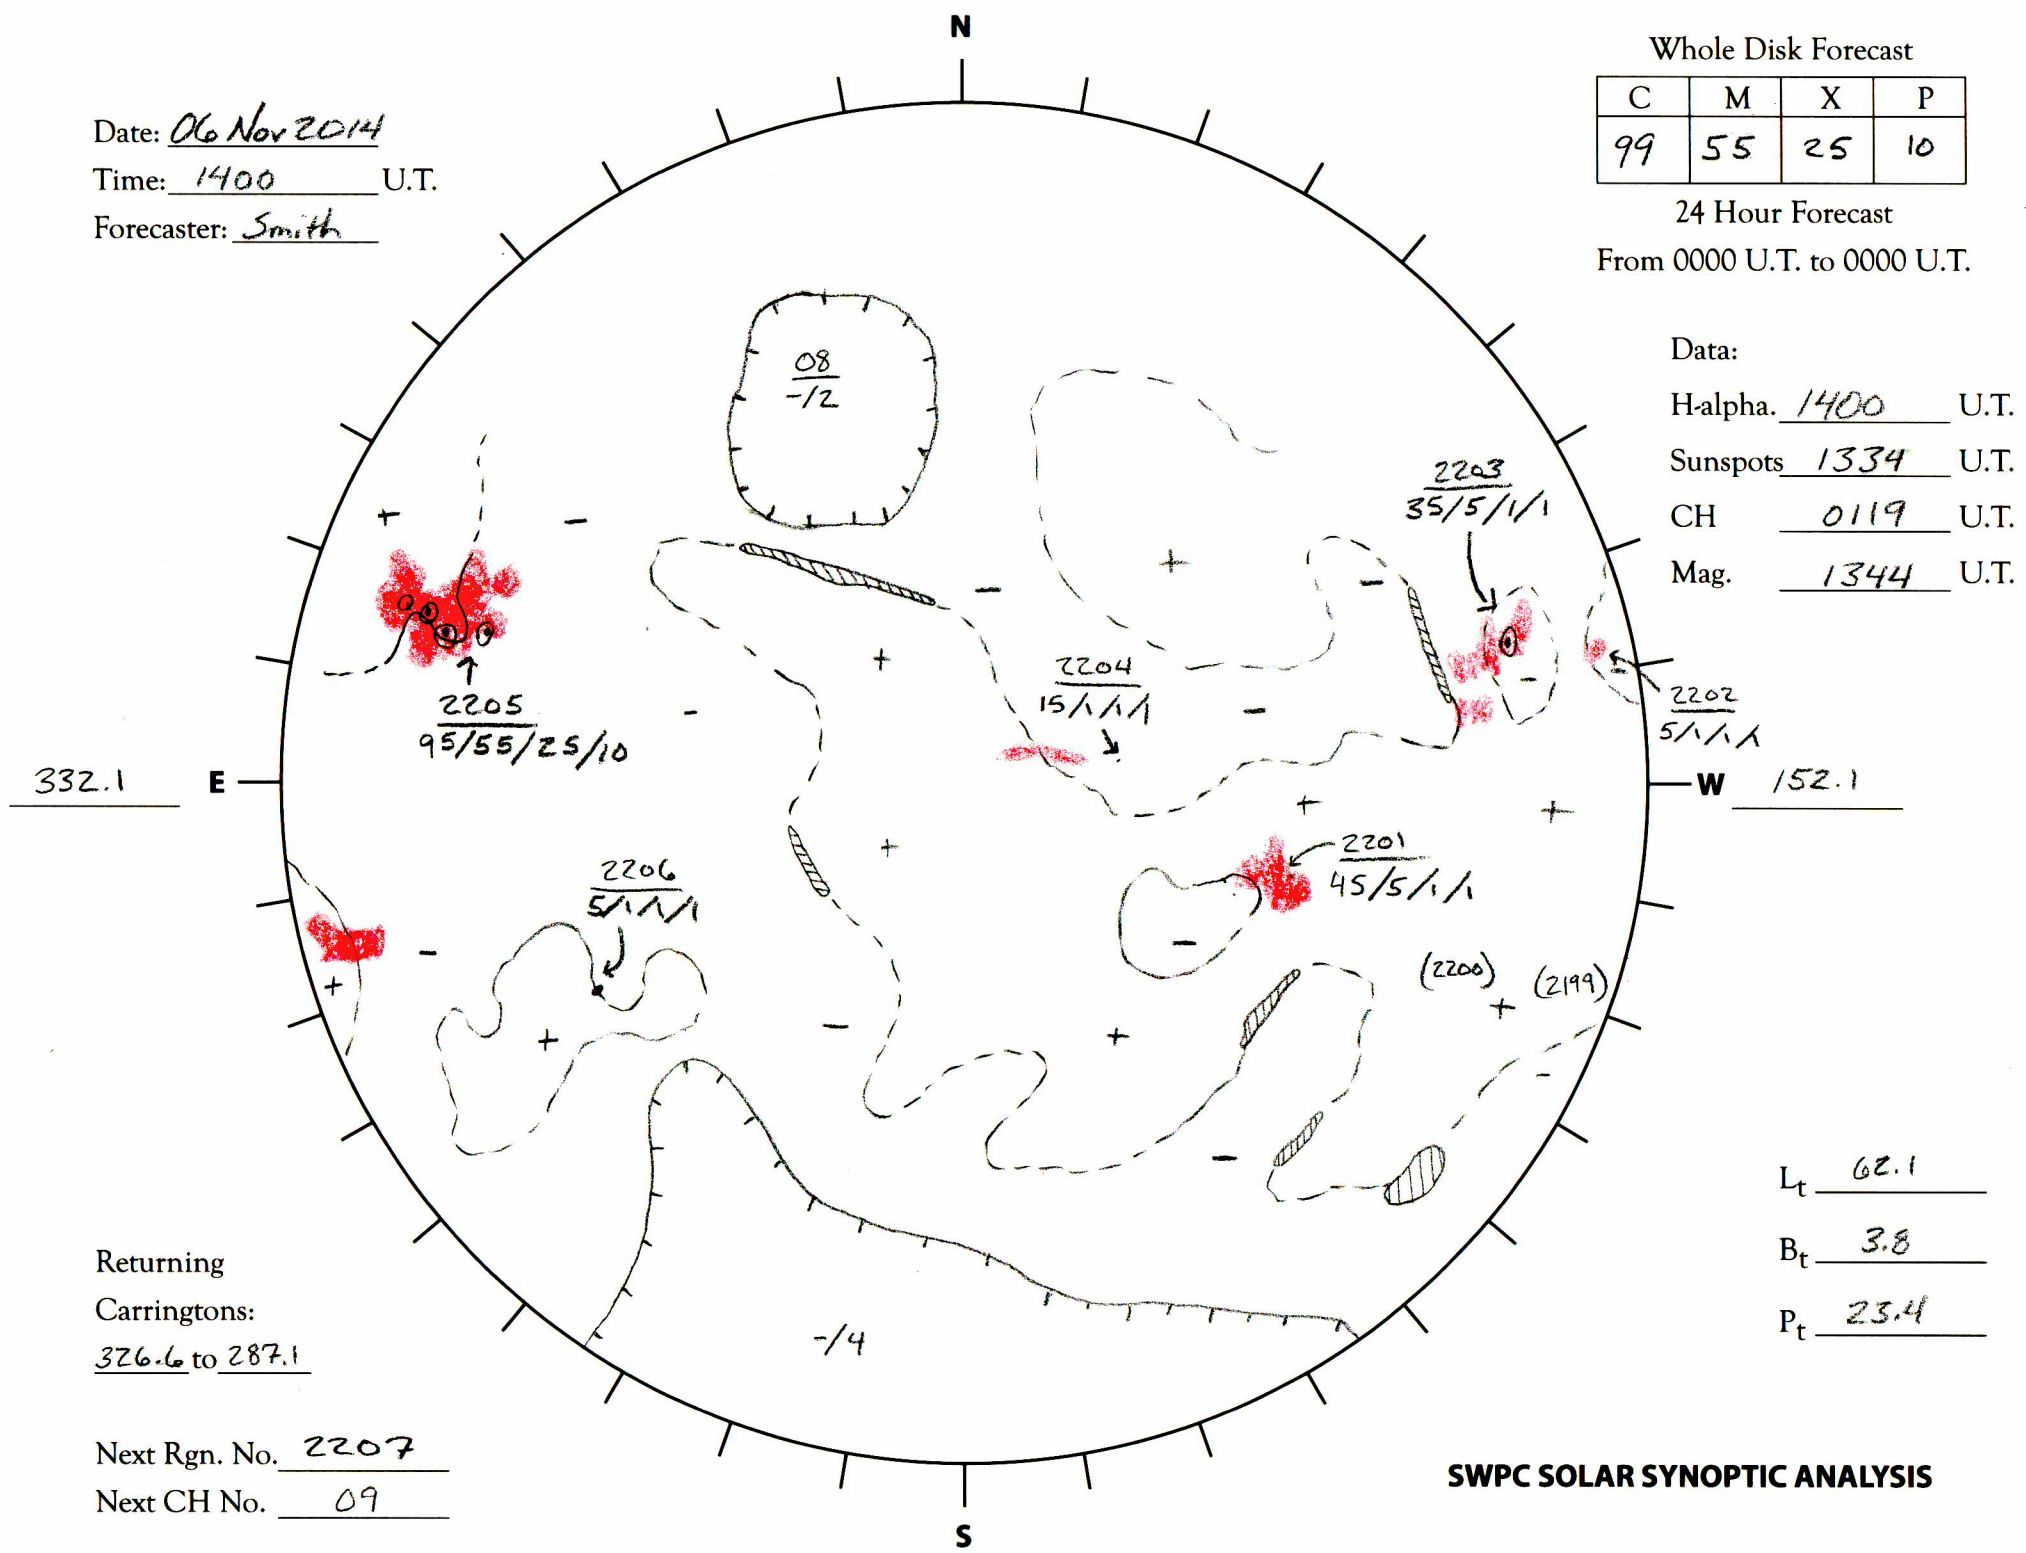 N
Date: 06 Nov 2014
Time: 1400 U.T.
Forecaster: Smith
Whole Disk Forecast
C M X P
99 55 25 10
24 Hour Forecast
From 0000 U.T. to 0000 U.T.
Data:
H-alpha. 1400 U.T.
Sunspots 1334 U.T.
CH 0119 U.T.
Mag. 1344 U.T.
08
-/2
2203
35/5/1/1
2204
15/1/1/1
2205
95/55/25/10
2202
5/1/1/1
332.1 E
W 152.1
2201
45/5/1/1
2206
5/1/1/1
(2200) (2199)
-/4
Lt 62.1
Bt 3.8
Pt 23.4
Returning
Carringtons:
326.6 to 287.1
Next Rgn. No. 2207
Next CH No. 09
SWPC SOLAR SYNOPTIC ANALYSIS
S